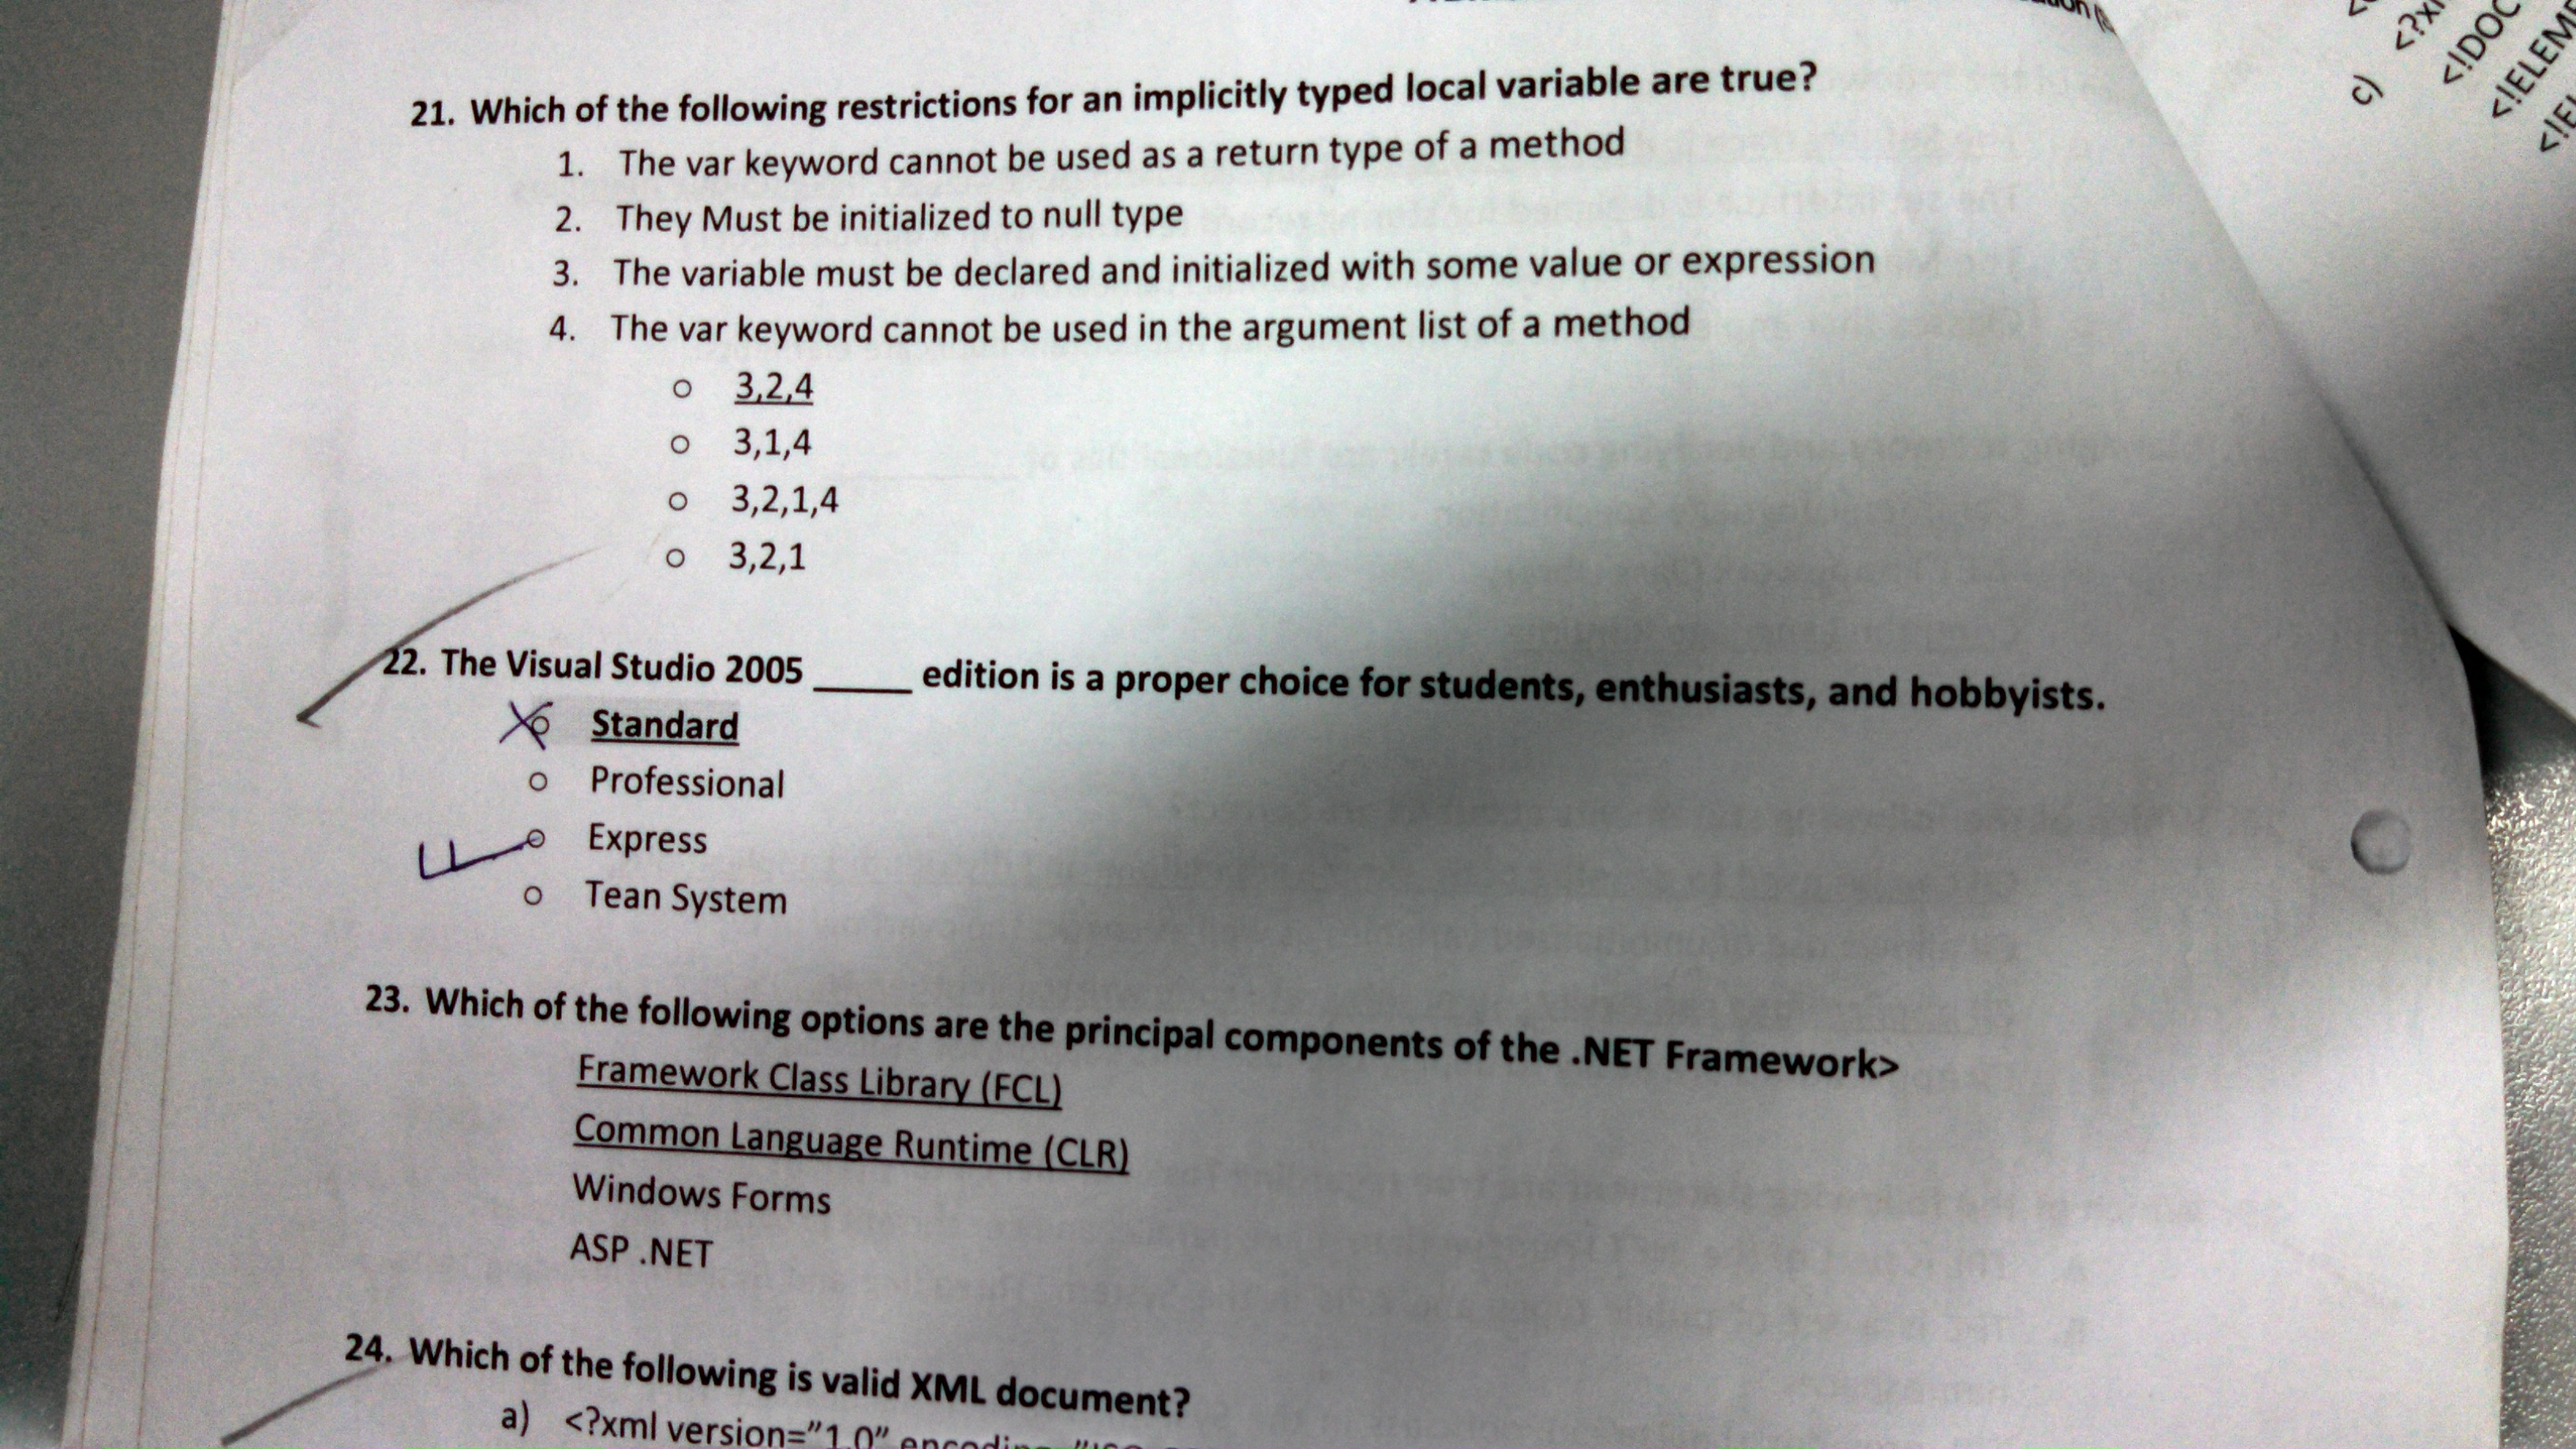 21. Which of the following restrictions for an implicitly typed local variable are true?
1. The var keyword cannot be used as a return type of a method
2. They Must be initialized to null type
3. The variable must be declared and initialized with some value or expression
4. The var keyword cannot be used in the argument list of a method
o 3,2,4
o 3,1,4
o 3,2,1,4
o 3,2,1
22. The Visual Studio 2005 _____ edition is a proper choice for students, enthusiasts, and hobbyists.
o Standard
o Professional
o Express
o Tean System
23. Which of the following options are the principal components of the .NET Framework>
Framework Class Library (FCL)
Common Language Runtime (CLR)
Windows Forms
ASP .NET
24. Which of the following is valid XML document?
a) <?xml version="1.0" encoding=
c) <?x
<!DOC
<!ELEM